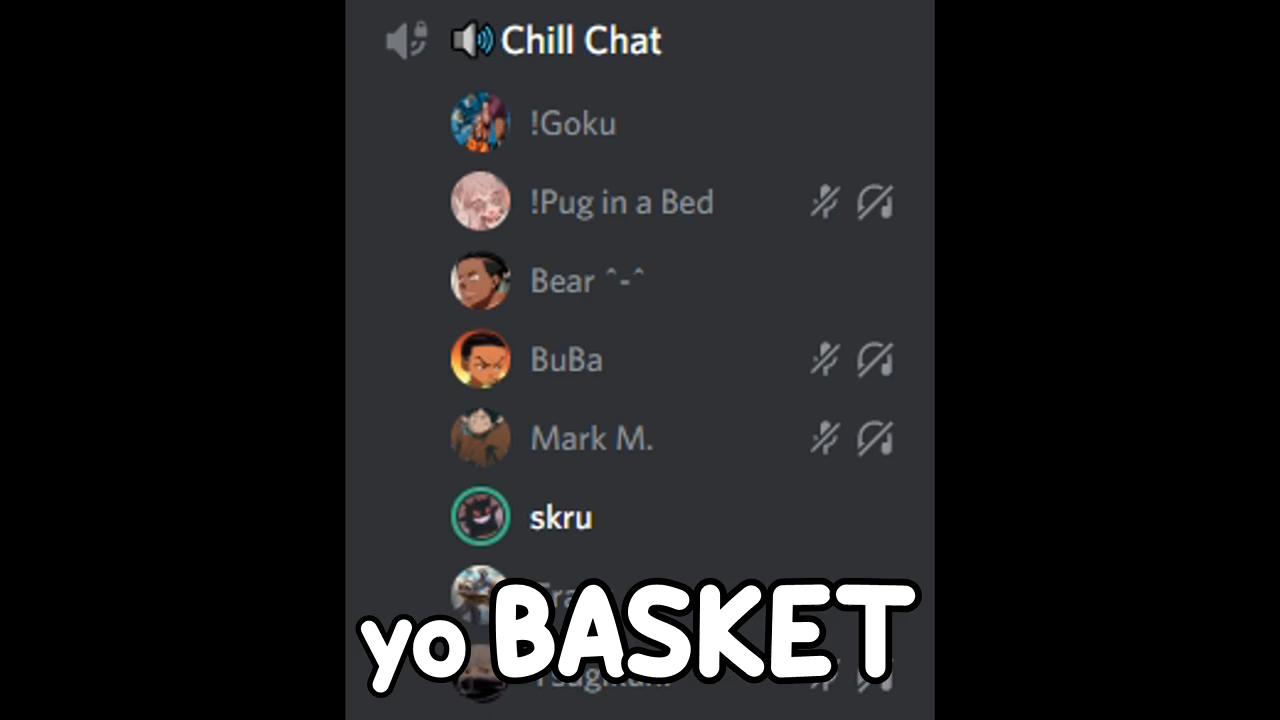 Chill Chat
!Goku
!Pug in a Bed
Bear ^-^
BuBa
Mark M.
skru
yo BASKET